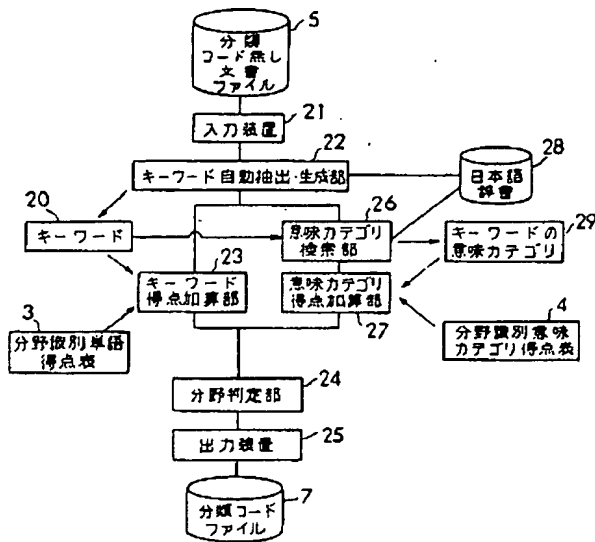 5
分類
コード無し
文書
ファイル
21
入力装置
22
キーワード自動抽出・生成部
28
日本語
辞書
20
キーワード
26
意味カテゴリ
検索部
29
キーワードの
意味カテゴリ
23
キーワード
得点加算部
意味カテゴリ
得点加算部
27
3
分野識別単語
得点表
4
分野識別意味
カテゴリ得点表
24
分野判定部
25
出力装置
7
分類コード
ファイル